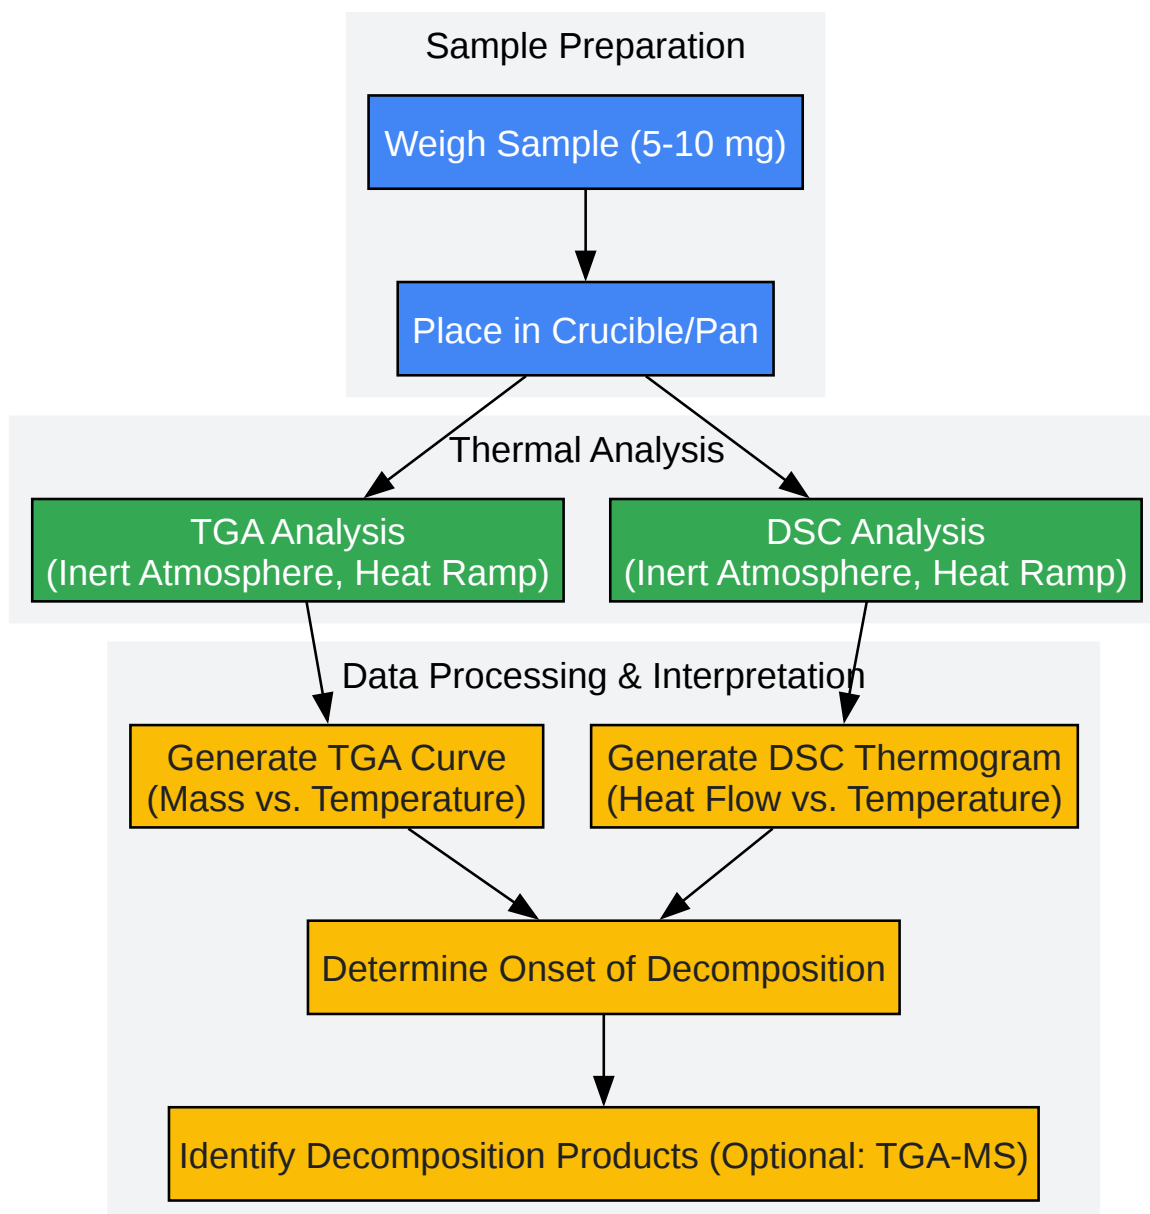 Sample Preparation
Weigh Sample (5-10 mg)
Place in Crucible/Pan
Thermal Analysis
TGA Analysis
(Inert Atmosphere, Heat Ramp)
DSC Analysis
(Inert Atmosphere, Heat Ramp)
Data Processing & Interpretation
Generate TGA Curve
(Mass vs. Temperature)
Generate DSC Thermogram
(Heat Flow vs. Temperature)
Determine Onset of Decomposition
Identify Decomposition Products (Optional: TGA-MS)